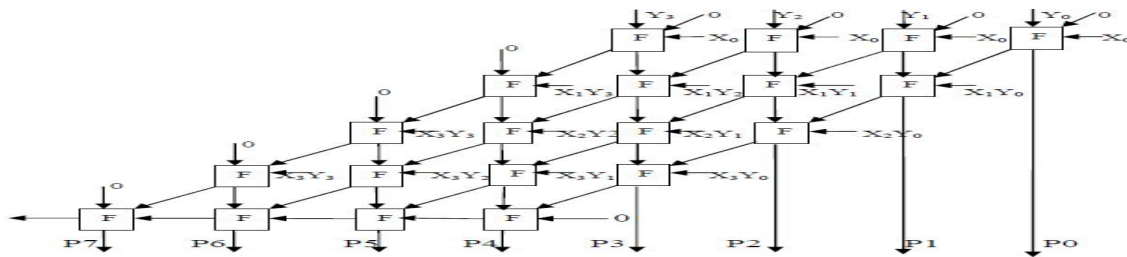 Y3 0 Y2 0 Y1 0 Y0 0
F X0 F X0 F X0 F X0
0
F X1Y3 F X1Y2 F X1Y1 F X1Y0
0
F X3Y3 F X2Y2 F X2Y1 F X2Y0
0
F X3Y3 F X3Y2 F X3Y1 F X3Y0
0
F F F F 0
P7 P6 P5 P4 P3 P2 P1 P0